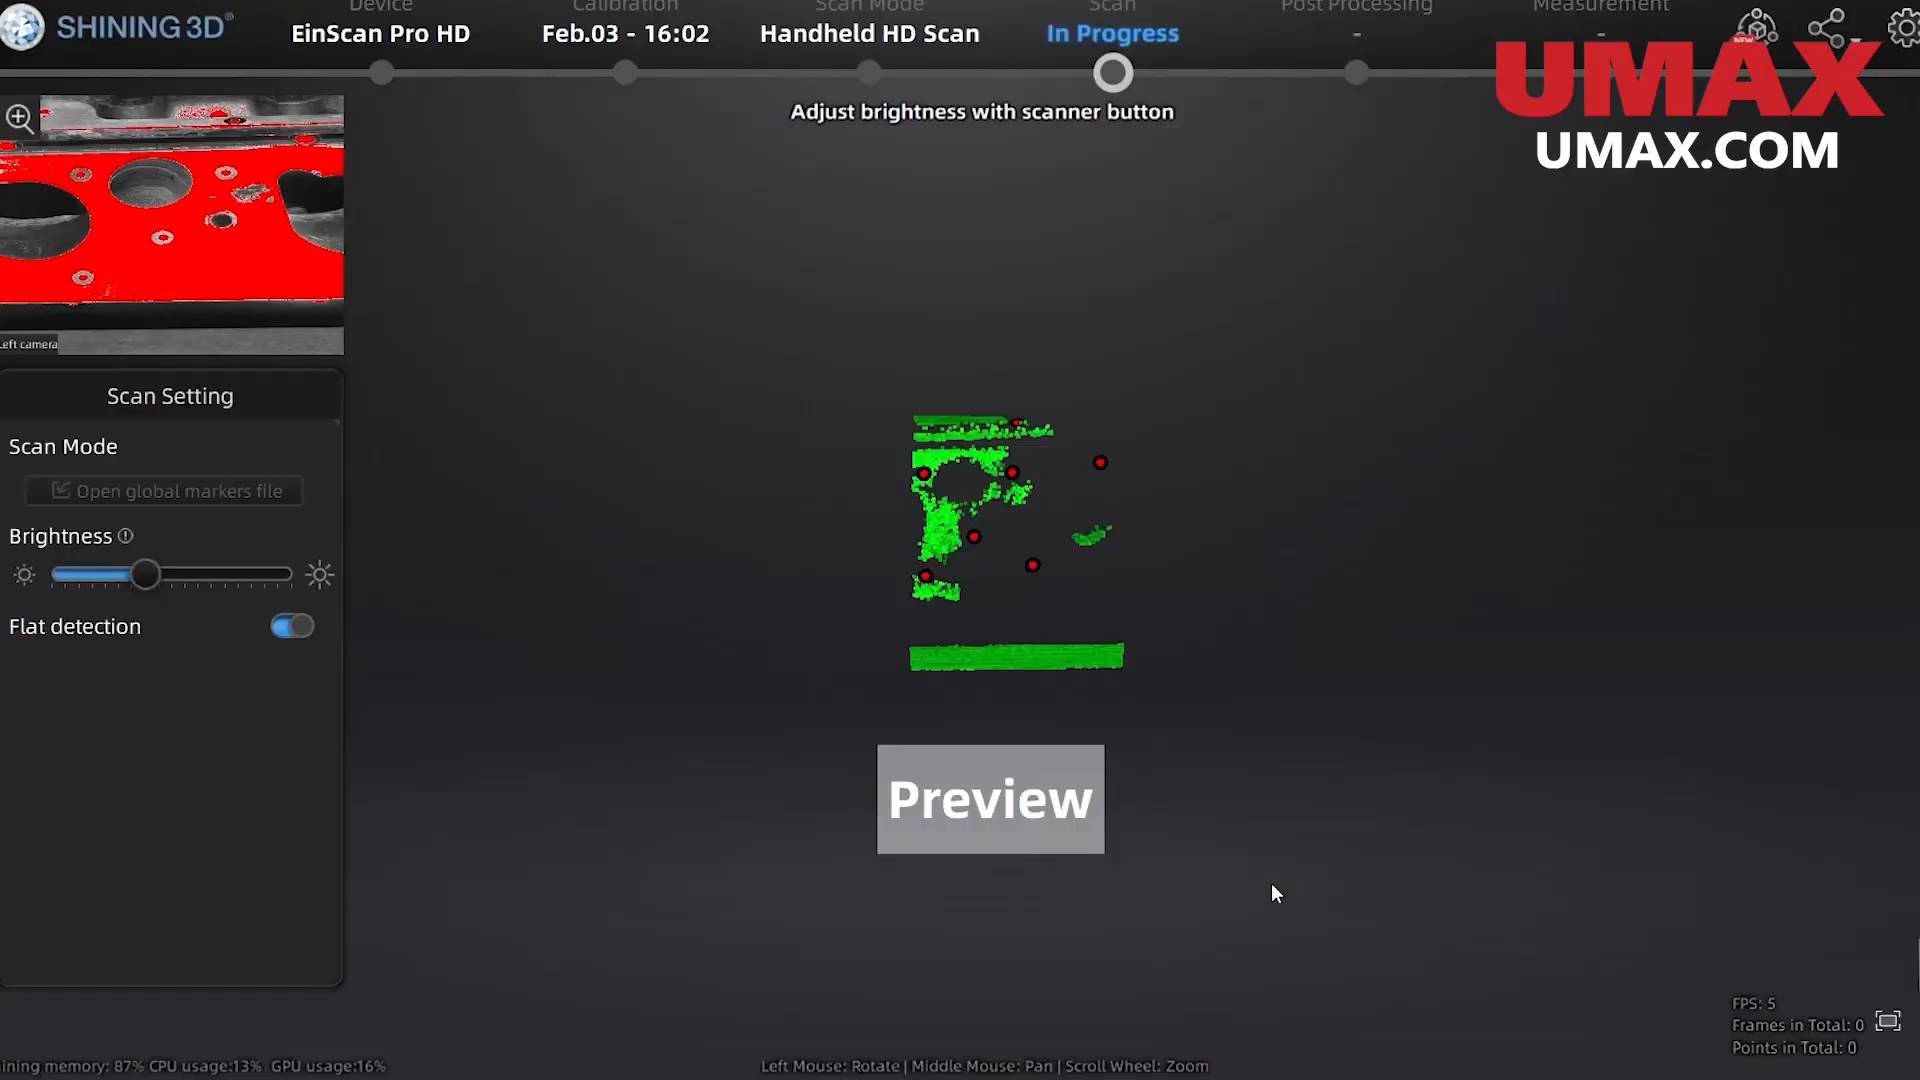 Device
Calibration
Scan Mode
Scan
Post Processing
Measurement
SHINING 3D®
EinScan Pro HD
Feb.03 - 16:02
Handheld HD Scan
In Progress
-
-
NEW
UMAX
UMAX.COM
Adjust brightness with scanner button
Left camera
Scan Setting
Scan Mode
Open global markers file
Brightness
Flat detection
Preview
FPS: 5
Frames in Total: 0
Points in Total: 0
ining memory: 87% CPU usage:13% GPU usage:16%
Left Mouse: Rotate | Middle Mouse: Pan | Scroll Wheel: Zoom